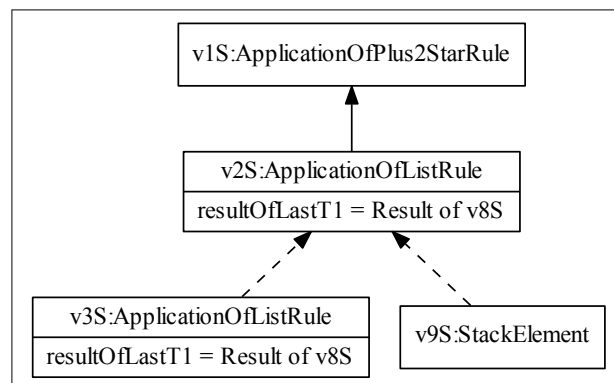 v1S:ApplicationOfPlus2StarRule
v2S:ApplicationOfListRule
resultOfLastT1 = Result of v8S
v3S:ApplicationOfListRule
resultOfLastT1 = Result of v8S
v9S:StackElement